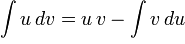 ∫ u dv = u v − ∫ v du